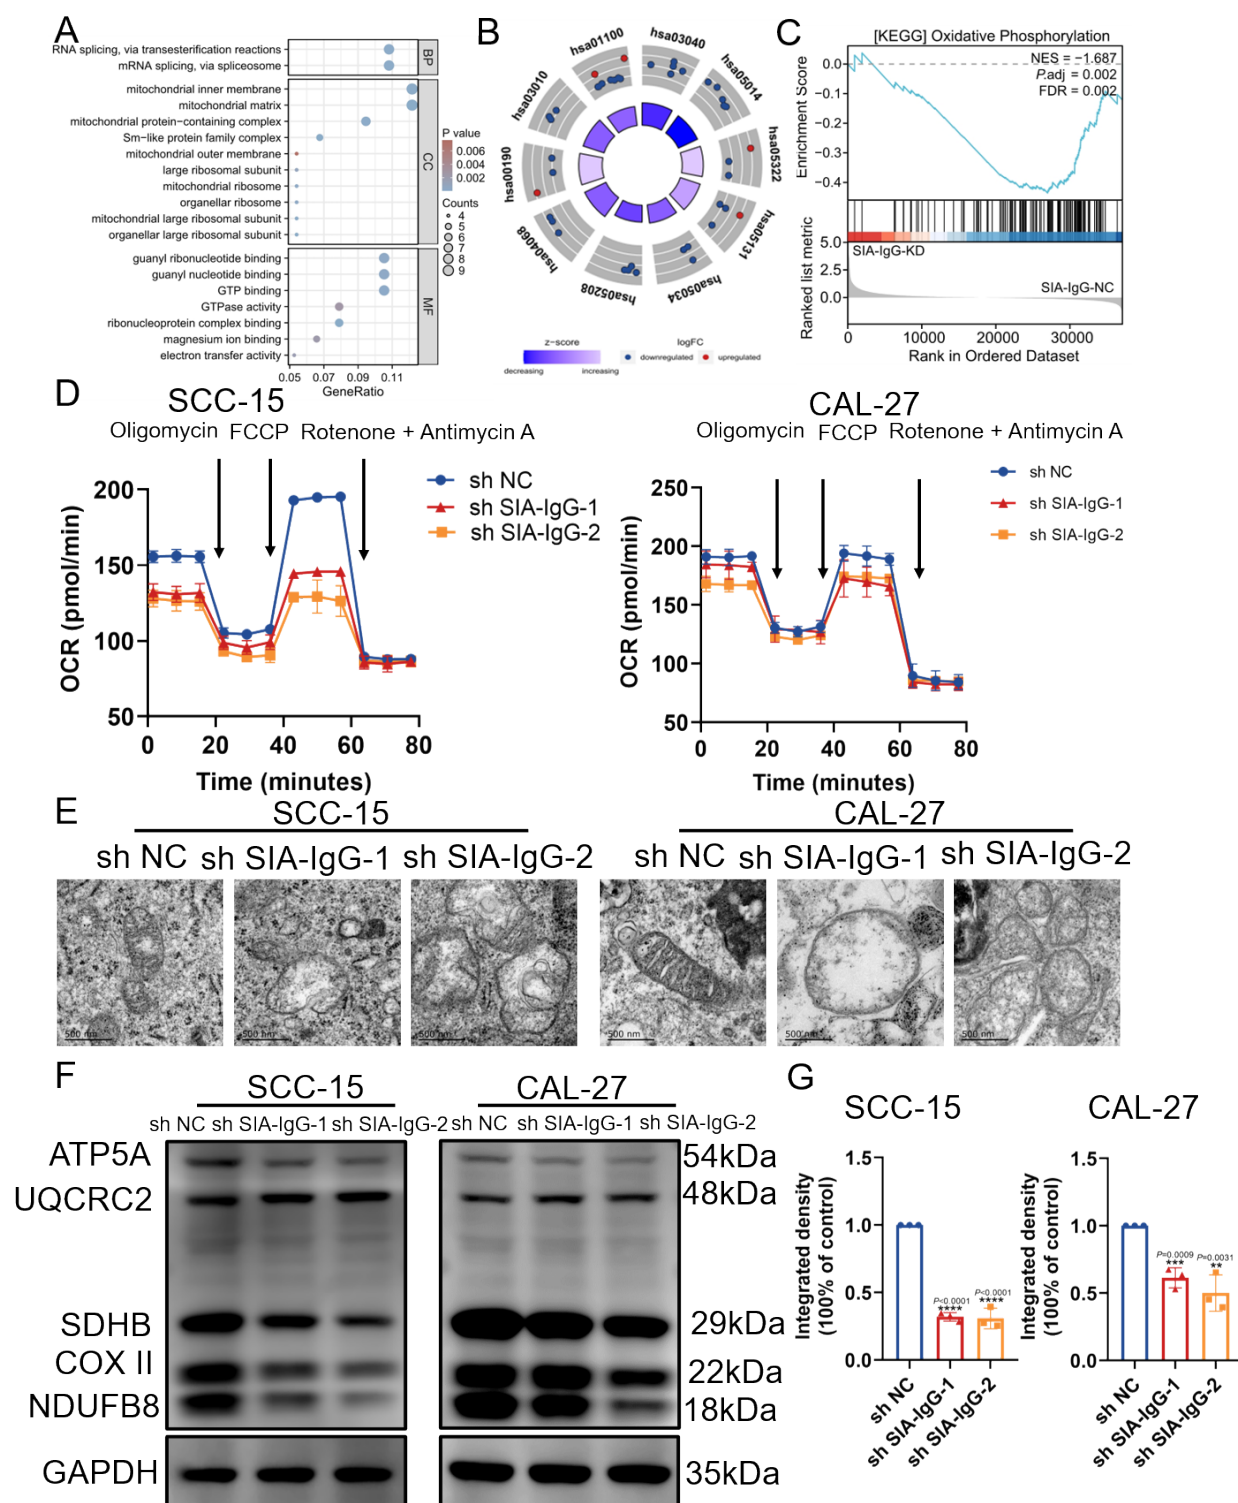 A
RNA splicing, via transesterification reactions
mRNA splicing, via spliceosome
mitochondrial inner membrane
mitochondrial matrix
mitochondrial protein-containing complex
Sm-like protein family complex
mitochondrial outer membrane
large ribosomal subunit
mitochondrial ribosome
organellar ribosome
mitochondrial large ribosomal subunit
organellar large ribosomal subunit
guanyl ribonucleotide binding
guanyl nucleotide binding
GTP binding
GTPase activity
ribonucleoprotein complex binding
magnesium ion binding
electron transfer activity
BP
CC
MF
0.05 0.07 0.09 0.11
GeneRatio
P value
0.006
0.004
0.002
Counts
4
5
6
7
8
9
B
hsa01100
hsa03040
hsa05014
hsa05322
hsa05131
hsa05034
hsa05208
hsa04068
hsa00190
hsa03010
z-score
decreasing increasing
logFC
downregulated upregulated
C
[KEGG] Oxidative Phosphorylation
NES = −1.687
P.adj = 0.002
FDR = 0.002
Enrichment Score
0.0
−0.1
−0.2
−0.3
−0.4
SIA-IgG-KD
SIA-IgG-NC
Ranked list metric
5.0
2.5
0.0
0 10000 20000 30000
Rank in Ordered Dataset
D
SCC-15
Oligomycin FCCP Rotenone + Antimycin A
sh NC
sh SIA-IgG-1
sh SIA-IgG-2
OCR (pmol/min)
200
150
100
50
0 20 40 60 80
Time (minutes)
CAL-27
Oligomycin FCCP Rotenone + Antimycin A
sh NC
sh SIA-IgG-1
sh SIA-IgG-2
OCR (pmol/min)
250
200
150
100
50
0 20 40 60 80
Time (minutes)
E
SCC-15
sh NC sh SIA-IgG-1 sh SIA-IgG-2
500 nm
500 nm
500 nm
CAL-27
sh NC sh SIA-IgG-1 sh SIA-IgG-2
500 nm
500 nm
500 nm
F
SCC-15 CAL-27
sh NC sh SIA-IgG-1 sh SIA-IgG-2 sh NC sh SIA-IgG-1 sh SIA-IgG-2
ATP5A 54kDa
UQCRC2 48kDa
SDHB 29kDa
COX II 22kDa
NDUFB8 18kDa
GAPDH 35kDa
G
SCC-15
Integrated density
(100% of control)
1.5
1.0
0.5
0.0
P<0.0001
****
P<0.0001
****
sh NC
sh SIA-IgG-1
sh SIA-IgG-2
CAL-27
Integrated density
(100% of control)
1.5
1.0
0.5
0.0
P=0.0009
***
P=0.0031
**
sh NC
sh SIA-IgG-1
sh SIA-IgG-2